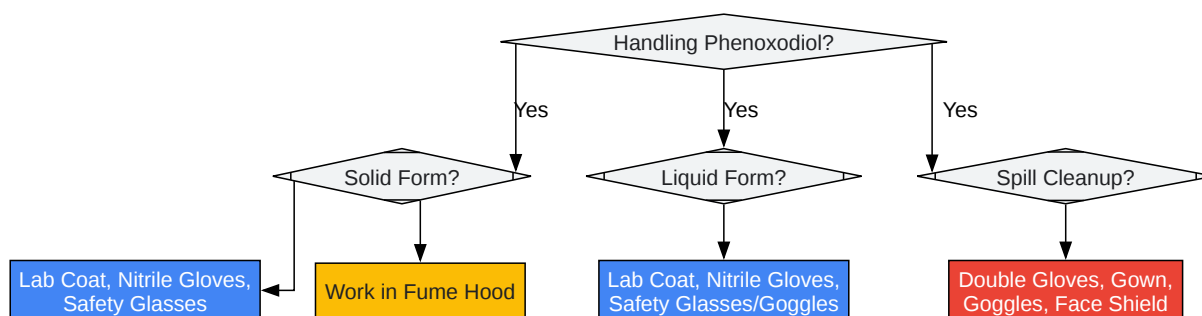 Handling Phenoxodiol?
Yes
Yes
Yes
Solid Form?
Liquid Form?
Spill Cleanup?
Lab Coat, Nitrile Gloves,
Safety Glasses
Work in Fume Hood
Lab Coat, Nitrile Gloves,
Safety Glasses/Goggles
Double Gloves, Gown,
Goggles, Face Shield